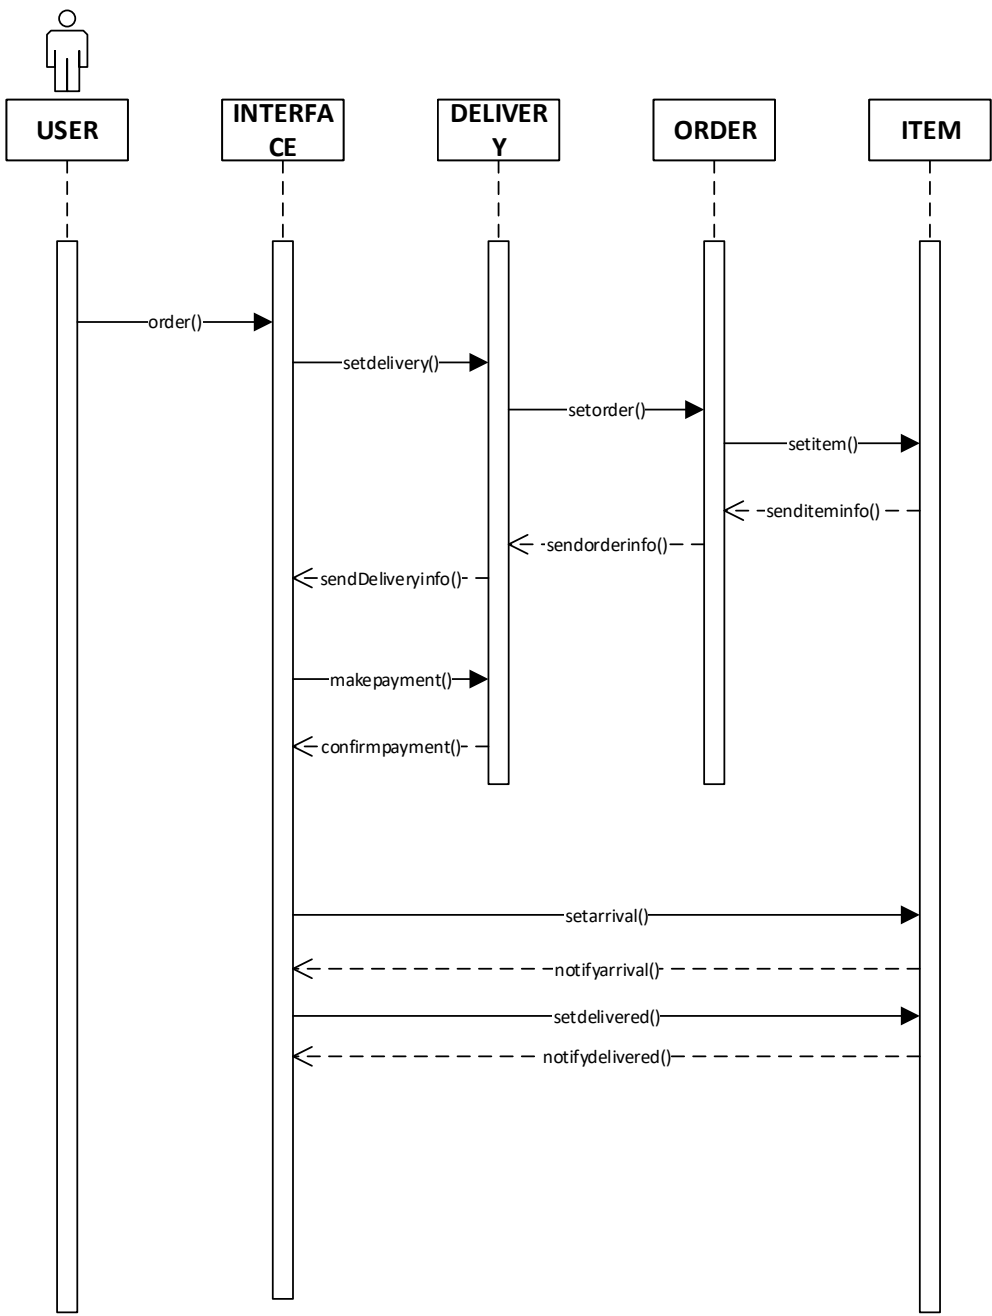 USER
INTERFA
CE
DELIVER
Y
ORDER
ITEM
order()
setdelivery()
setorder()
setitem()
senditeminfo()
sendorderinfo()
sendDeliveryinfo()
makepayment()
confirmpayment()
setarrival()
notifyarrival()
setdelivered()
notifydelivered()